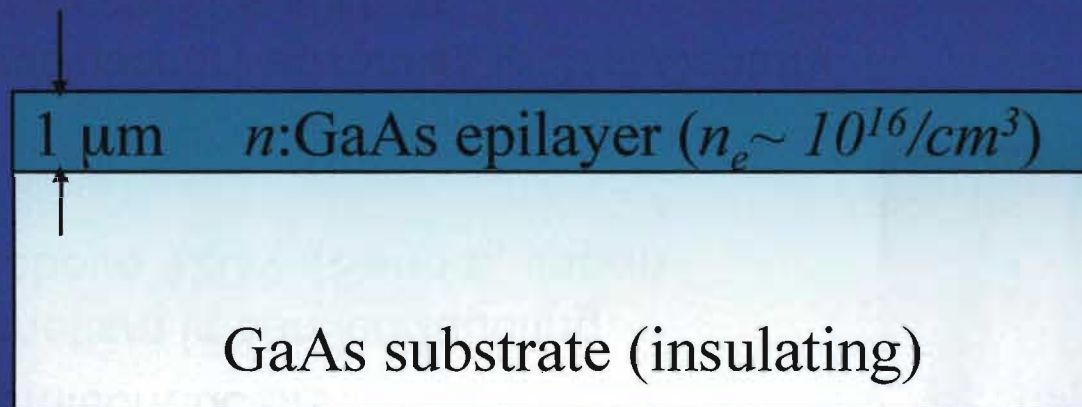 1 μm n:GaAs epilayer (nₑ~ 10¹⁶/cm³)
GaAs substrate (insulating)